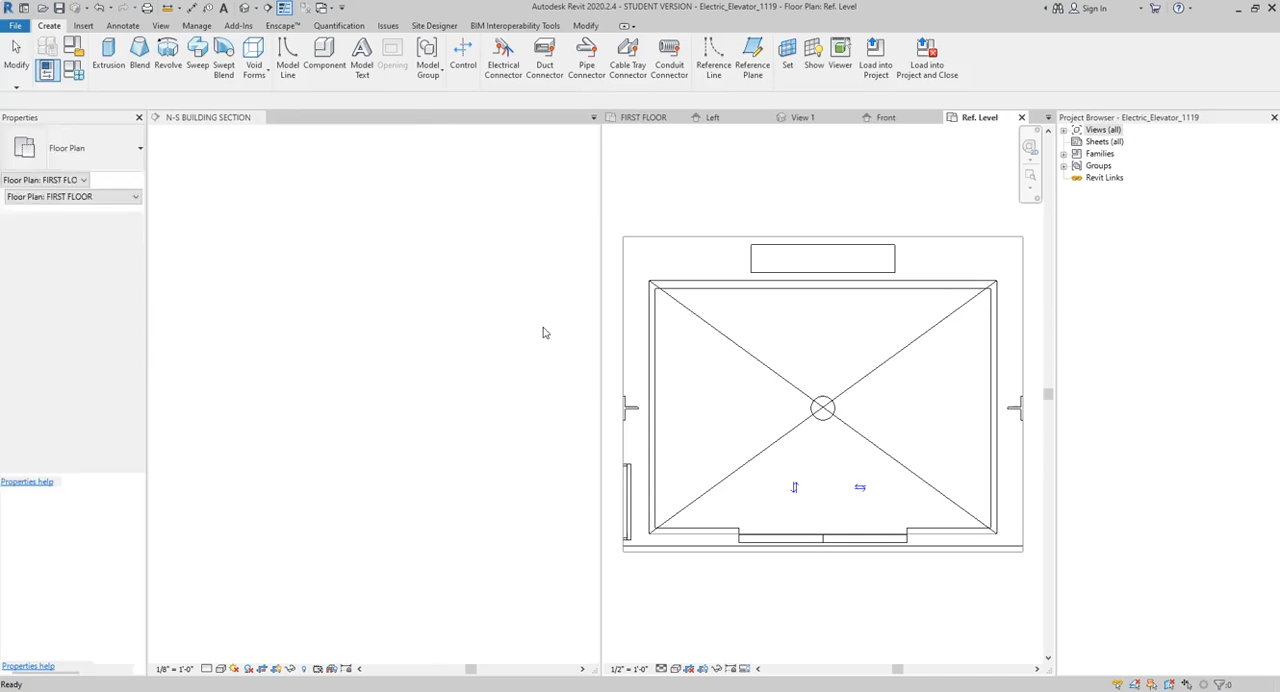 Autodesk Revit 2020.2.4 - STUDENT VERSION - Electric_Elevator_1119 - Floor Plan: Ref. Level
Sign In
File Create Insert Annotate View Manage Add-Ins Enscape™ Quantification Issues Site Designer BIM Interoperability Tools Modify
Modify Extrusion Blend Revolve Sweep Swept Blend Void Forms Model Line Component Model Text Opening Model Group Control Electrical Connector Duct Connector Pipe Connector Cable Tray Connector Conduit Connector Reference Line Reference Plane Set Show Viewer Load into Project Load into Project and Close
Properties
N-S BUILDING SECTION
FIRST FLOOR
Left
View 1
Front
Ref. Level
Project Browser - Electric_Elevator_1119
Floor Plan
Floor Plan: FIRST FLO
Floor Plan: FIRST FLOOR
Views (all)
Sheets (all)
Families
Groups
Revit Links
Properties help
Properties help
1/8" = 1'-0"
1/2" = 1'-0"
Ready
:0